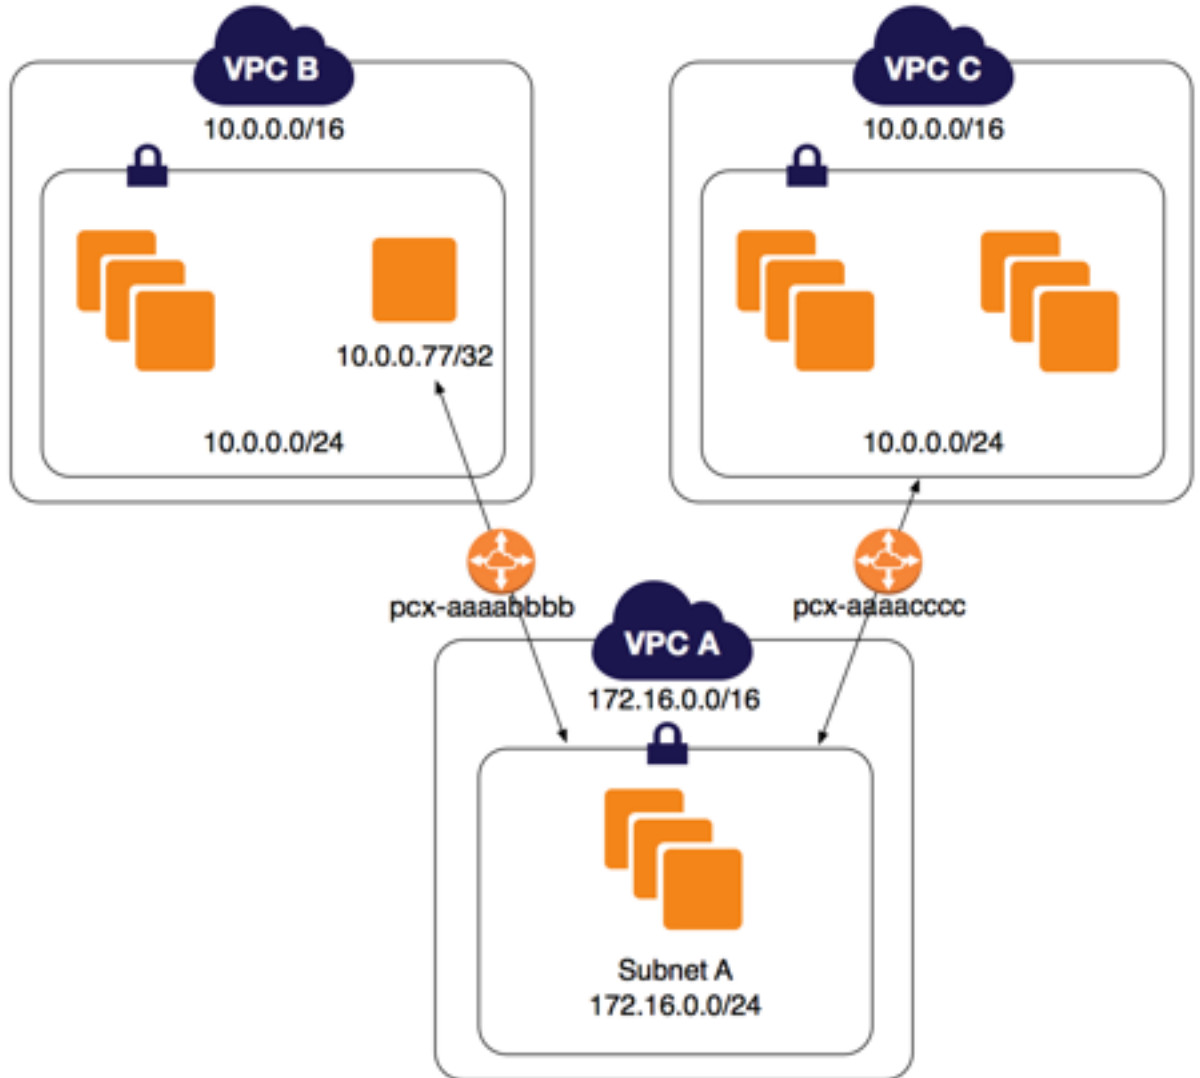 VPC B
10.0.0.0/16
10.0.0.77/32
10.0.0.0/24
VPC C
10.0.0.0/16
10.0.0.0/24
pcx-aaaabbbb
pcx-aaaacccc
VPC A
172.16.0.0/16
Subnet A
172.16.0.0/24